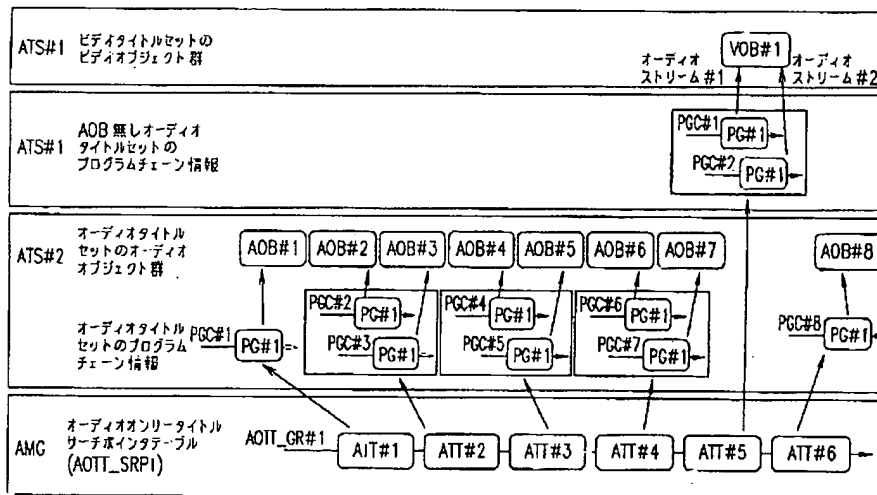 ATS#1
ビデオタイトルセットの
ビデオオブジェクト群
VOB#1
オーディオ
ストリーム#1
オーディオ
ストリーム#2
ATS#1
AOB無しオーディオ
タイトルセットの
プログラムチェーン情報
PGC#1
PG#1
PGC#2
PG#1
ATS#2
オーディオタイトル
セットのオーディオ
オブジェクト群
AOB#1
AOB#2
AOB#3
AOB#4
AOB#5
AOB#6
AOB#7
AOB#8
オーディオタイトル
セットのプログラム
チェーン情報
PGC#1
PG#1
PGC#2
PG#1
PGC#3
PG#1
PGC#4
PG#1
PGC#5
PG#1
PGC#6
PG#1
PGC#7
PG#1
PGC#8
PG#1
AMG
オーディオオンリータイトル
サーチポインタテーブル
(AOTT_SRPI)
AOTT_GR#1
ATT#1
ATT#2
ATT#3
ATT#4
ATT#5
ATT#6